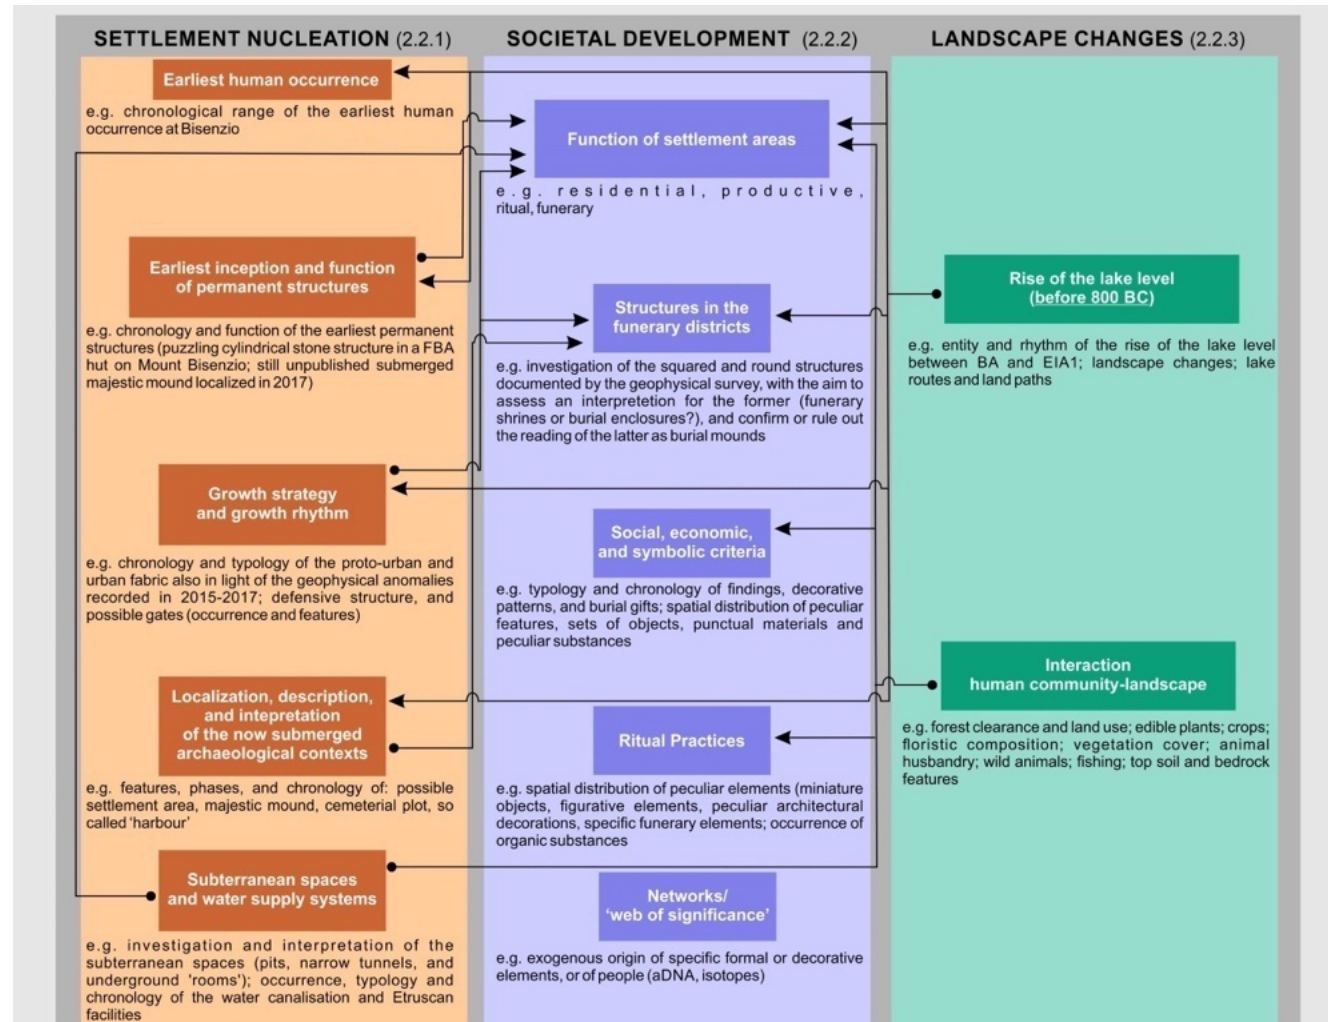 SETTLEMENT NUCLEATION (2.2.1)
Earliest human occurrence
e.g. chronological range of the earliest human
occurrence at Bisenzio
Earliest inception and function
of permanent structures
e.g. chronology and function of the earliest permanent
structures (puzzling cylindrical stone structure in a FBA
hut on Mount Bisenzio; still unpublished submerged
majestic mound localized in 2017)
Growth strategy
and growth rhythm
e.g. chronology and typology of the proto-urban and
urban fabric also in light of the geophysical anomalies
recorded in 2015-2017; defensive structure, and
possible gates (occurrence and features)
Localization, description,
and intepretation
of the now submerged
archaeological contexts
e.g. features, phases, and chronology of: possible
settlement area, majestic mound, cemeterial plot, so
called ‘harbour’
Subterranean spaces
and water supply systems
e.g. investigation and interpretation of the
subterranean spaces (pits, narrow tunnels, and
underground 'rooms'); occurrence, typology and
chronology of the water canalisation and Etruscan
facilities
SOCIETAL DEVELOPMENT (2.2.2)
Function of settlement areas
e.g. residential, productive,
ritual, funerary
Structures in the
funerary districts
e.g. investigation of the squared and round structures
documented by the geophysical survey, with the aim to
assess an interpretetion for the former (funerary
shrines or burial enclosures?), and confirm or rule out
the reading of the latter as burial mounds
Social, economic,
and symbolic criteria
e.g. typology and chronology of findings, decorative
patterns, and burial gifts; spatial distribution of peculiar
features, sets of objects, punctual materials and
peculiar substances
Ritual Practices
e.g. spatial distribution of peculiar elements (miniature
objects, figurative elements, peculiar architectural
decorations, specific funerary elements; occurrence of
organic substances
Networks/
‘web of significance’
e.g. exogenous origin of specific formal or decorative
elements, or of people (aDNA, isotopes)
LANDSCAPE CHANGES (2.2.3)
Rise of the lake level
(before 800 BC)
e.g. entity and rhythm of the rise of the lake level
between BA and EIA1; landscape changes; lake
routes and land paths
Interaction
human community-landscape
e.g. forest clearance and land use; edible plants; crops;
floristic composition; vegetation cover; animal
husbandry; wild animals; fishing; top soil and bedrock
features